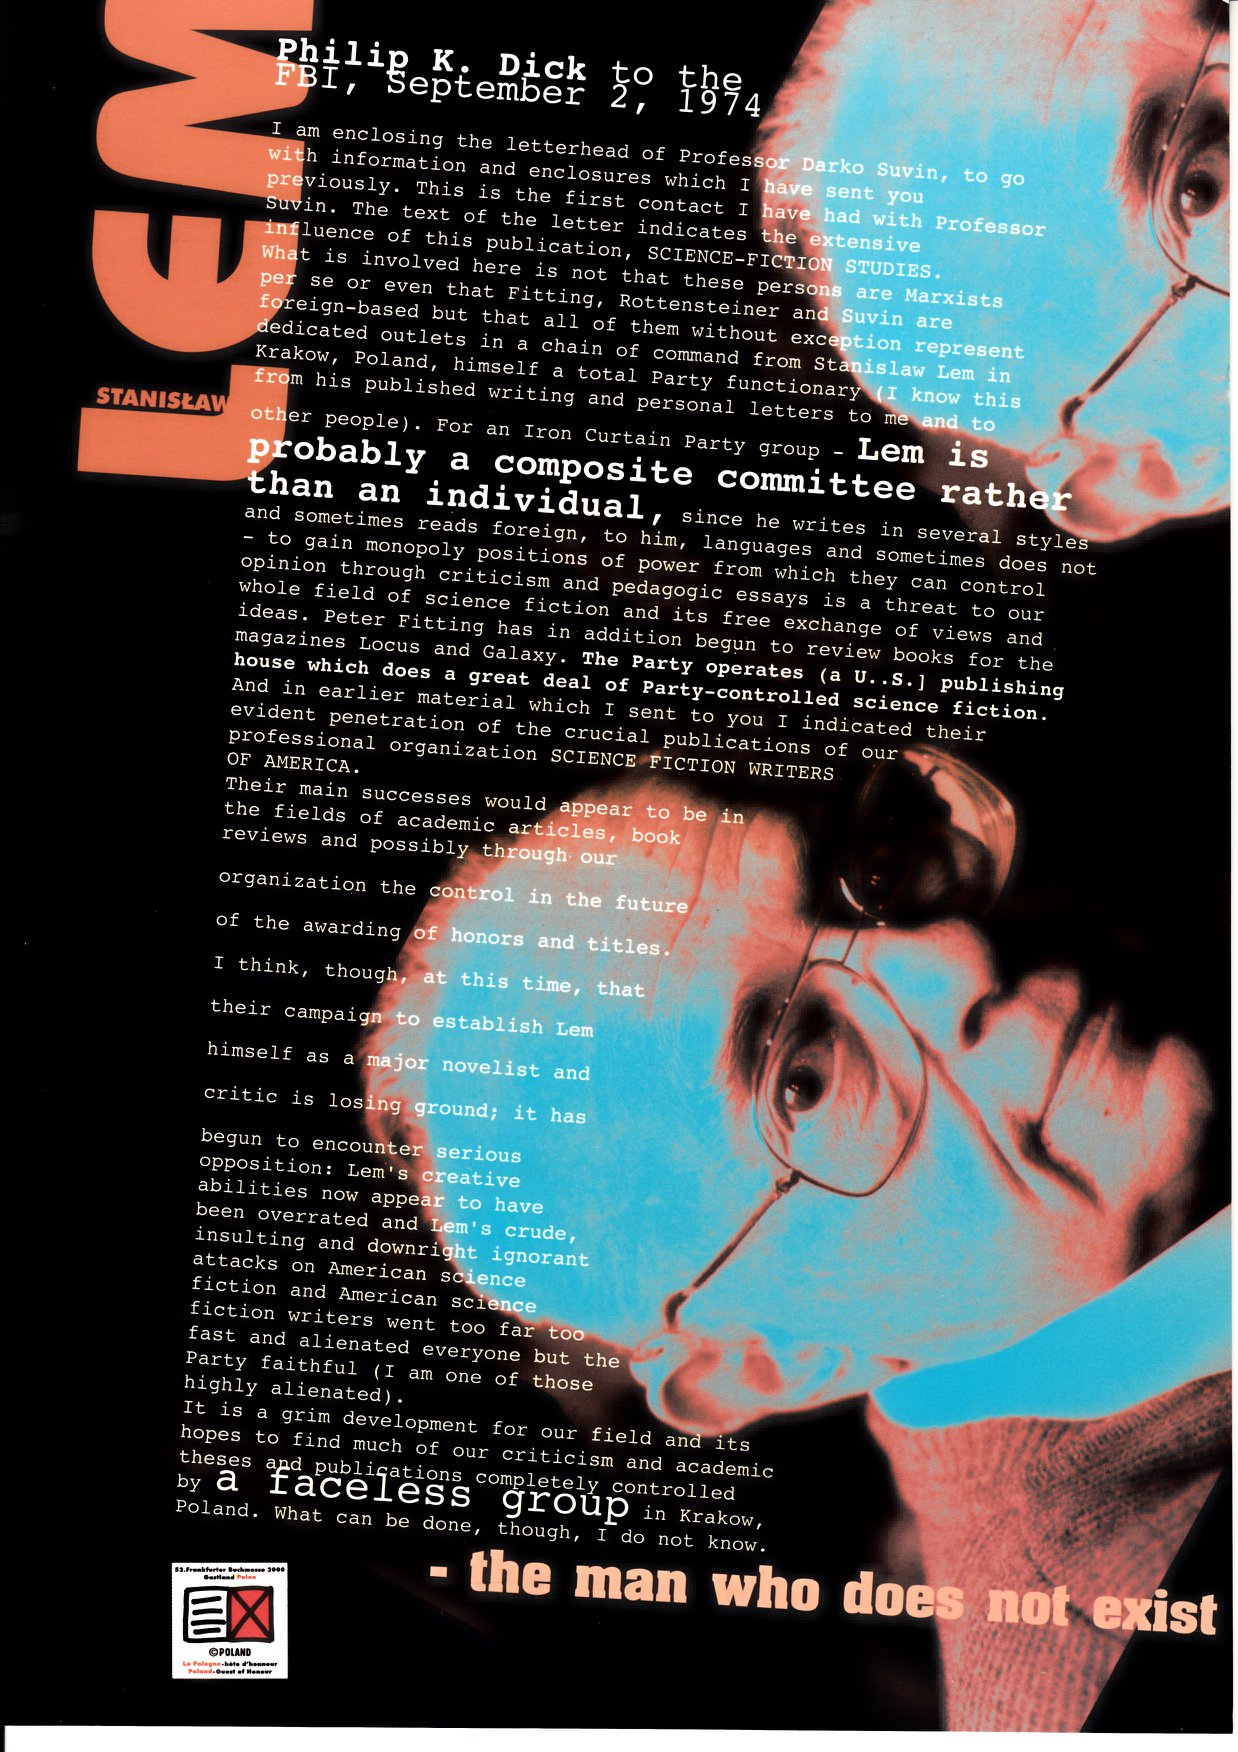 STANISŁAW
LEM
Philip K. Dick to the
FBI, September 2, 1974
I am enclosing the letterhead of Professor Darko Suvin, to go
with information and enclosures which I have sent you
previously. This is the first contact I have had with Professor
Suvin. The text of the letter indicates the extensive
influence of this publication, SCIENCE-FICTION STUDIES.
What is involved here is not that these persons are Marxists
per se or even that Fitting, Rottensteiner and Suvin are
foreign-based but that all of them without exception represent
dedicated outlets in a chain of command from Stanislaw Lem in
Krakow, Poland, himself a total Party functionary (I know this
from his published writing and personal letters to me and to
other people). For an Iron Curtain Party group - Lem is
probably a composite committee rather
than an individual, since he writes in several styles
and sometimes reads foreign, to him, languages and sometimes does not
- to gain monopoly positions of power from which they can control
opinion through criticism and pedagogic essays is a threat to our
whole field of science fiction and its free exchange of views and
ideas. Peter Fitting has in addition begun to review books for the
magazines Locus and Galaxy. The Party operates (a U..S.] publishing
house which does a great deal of Party-controlled science fiction.
And in earlier material which I sent to you I indicated their
evident penetration of the crucial publications of our
professional organization SCIENCE FICTION WRITERS
OF AMERICA.
Their main successes would appear to be in
the fields of academic articles, book
reviews and possibly through our
organization the control in the future
of the awarding of honors and titles.
I think, though, at this time, that
their campaign to establish Lem
himself as a major novelist and
critic is losing ground; it has
begun to encounter serious
opposition: Lem's creative
abilities now appear to have
been overrated and Lem's crude,
insulting and downright ignorant
attacks on American science
fiction and American science
fiction writers went too far too
fast and alienated everyone but the
Party faithful (I am one of those
highly alienated).
It is a grim development for our field and its
hopes to find much of our criticism and academic
theses and publications completely controlled
by a faceless group in Krakow,
Poland. What can be done, though, I do not know.
- the man who does not exist
52.Frankfurter Buchmesse 2000
Gastland Polen
©POLAND
La Pologne-hôte d'honneur
Poland-Guest of Honour